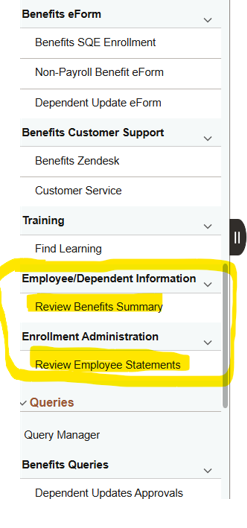 Benefits eForm
Benefits SQE Enrollment
Non-Payroll Benefit eForm
Dependent Update eForm
Benefits Customer Support
Benefits Zendesk
Customer Service
Training
Find Learning
Employee/Dependent Information
Review Benefits Summary
Enrollment Administration
Review Employee Statements
Queries
Query Manager
Benefits Queries
Dependent Updates Approvals